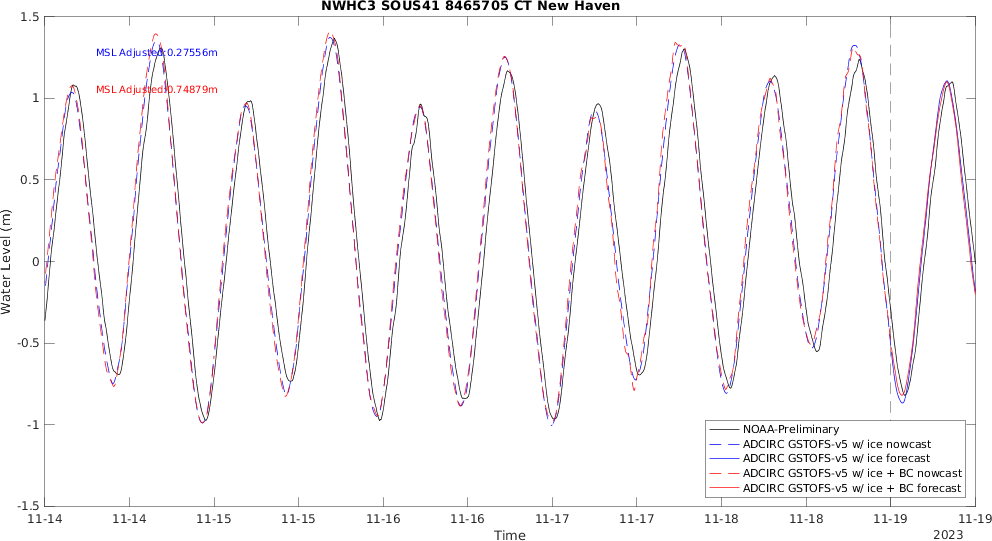 NWHC3 SOUS41 8465705 CT New Haven
1.5
MSL Adjusted:0.27556m
MSL Adjusted:0.74879m
1
0.5
0
-0.5
-1
-1.5
Water Level (m)
NOAA-Preliminary
ADCIRC GSTOFS-v5 w/ ice nowcast
ADCIRC GSTOFS-v5 w/ ice forecast
ADCIRC GSTOFS-v5 w/ ice + BC nowcast
ADCIRC GSTOFS-v5 w/ ice + BC forecast
11-14 11-14 11-15 11-15 11-16 11-16 11-17 11-17 11-18 11-18 11-19 11-19
Time
2023